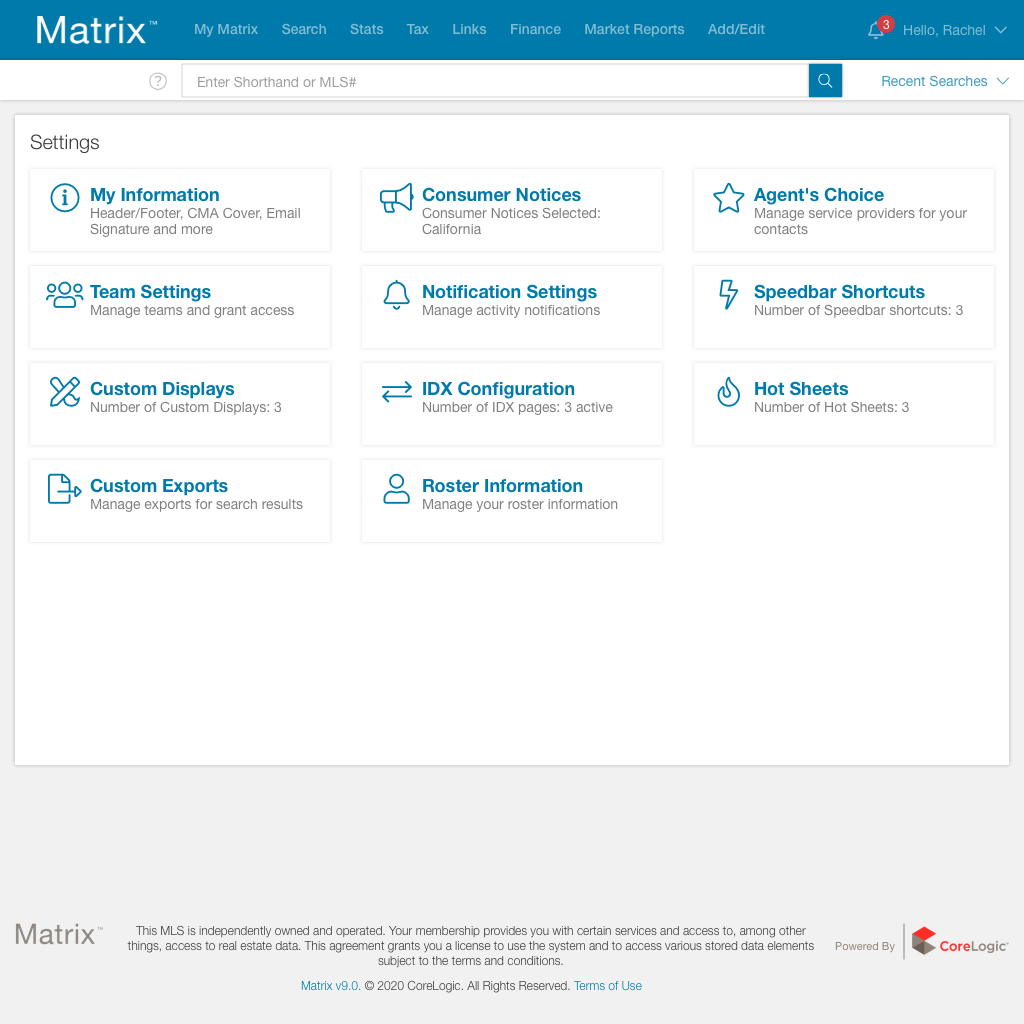 Matrix™ My Matrix Search Stats Tax Links Finance Market Reports Add/Edit 3 Hello, Rachel
? Enter Shorthand or MLS# Recent Searches
Settings
My Information
Header/Footer, CMA Cover, Email
Signature and more
Consumer Notices
Consumer Notices Selected:
California
Agent's Choice
Manage service providers for your
contacts
Team Settings
Manage teams and grant access
Notification Settings
Manage activity notifications
Speedbar Shortcuts
Number of Speedbar shortcuts: 3
Custom Displays
Number of Custom Displays: 3
IDX Configuration
Number of IDX pages: 3 active
Hot Sheets
Number of Hot Sheets: 3
Custom Exports
Manage exports for search results
Roster Information
Manage your roster information
Matrix™
This MLS is independently owned and operated. Your membership provides you with certain services and access to, among other
things, access to real estate data. This agreement grants you a license to use the system and to access various stored data elements
subject to the terms and conditions.
Matrix v9.0. © 2020 CoreLogic. All Rights Reserved. Terms of Use
Powered By CoreLogic